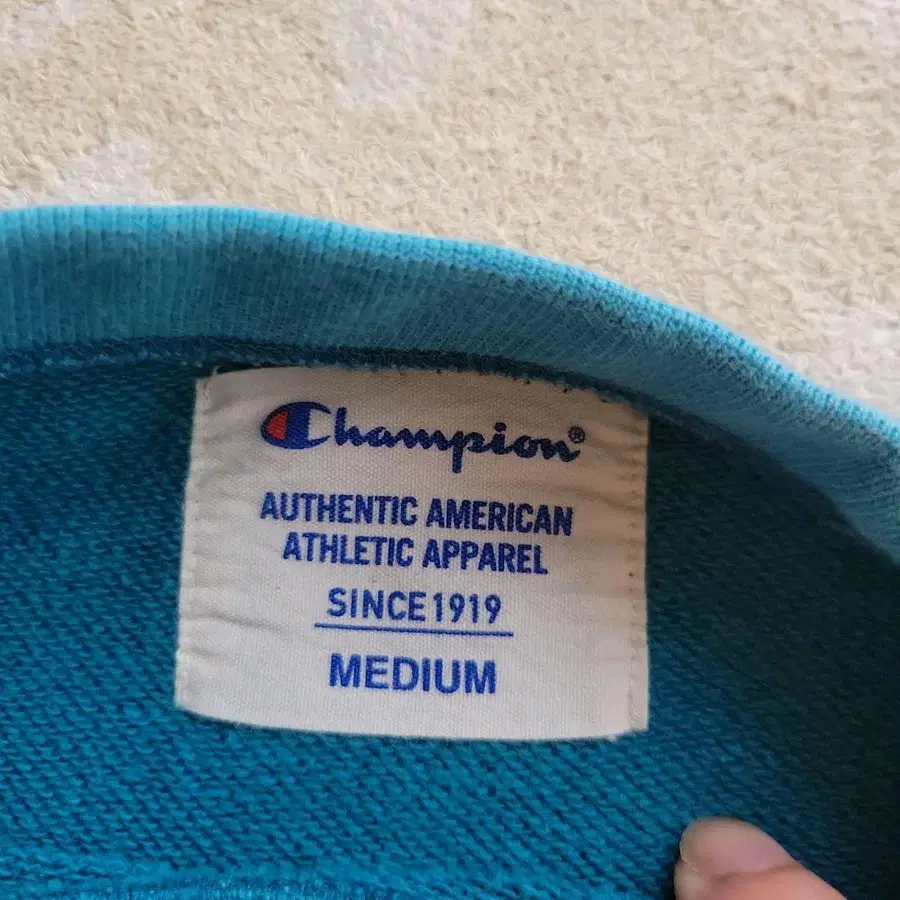 Champion®
AUTHENTIC AMERICAN
ATHLETIC APPAREL
SINCE 1919
MEDIUM